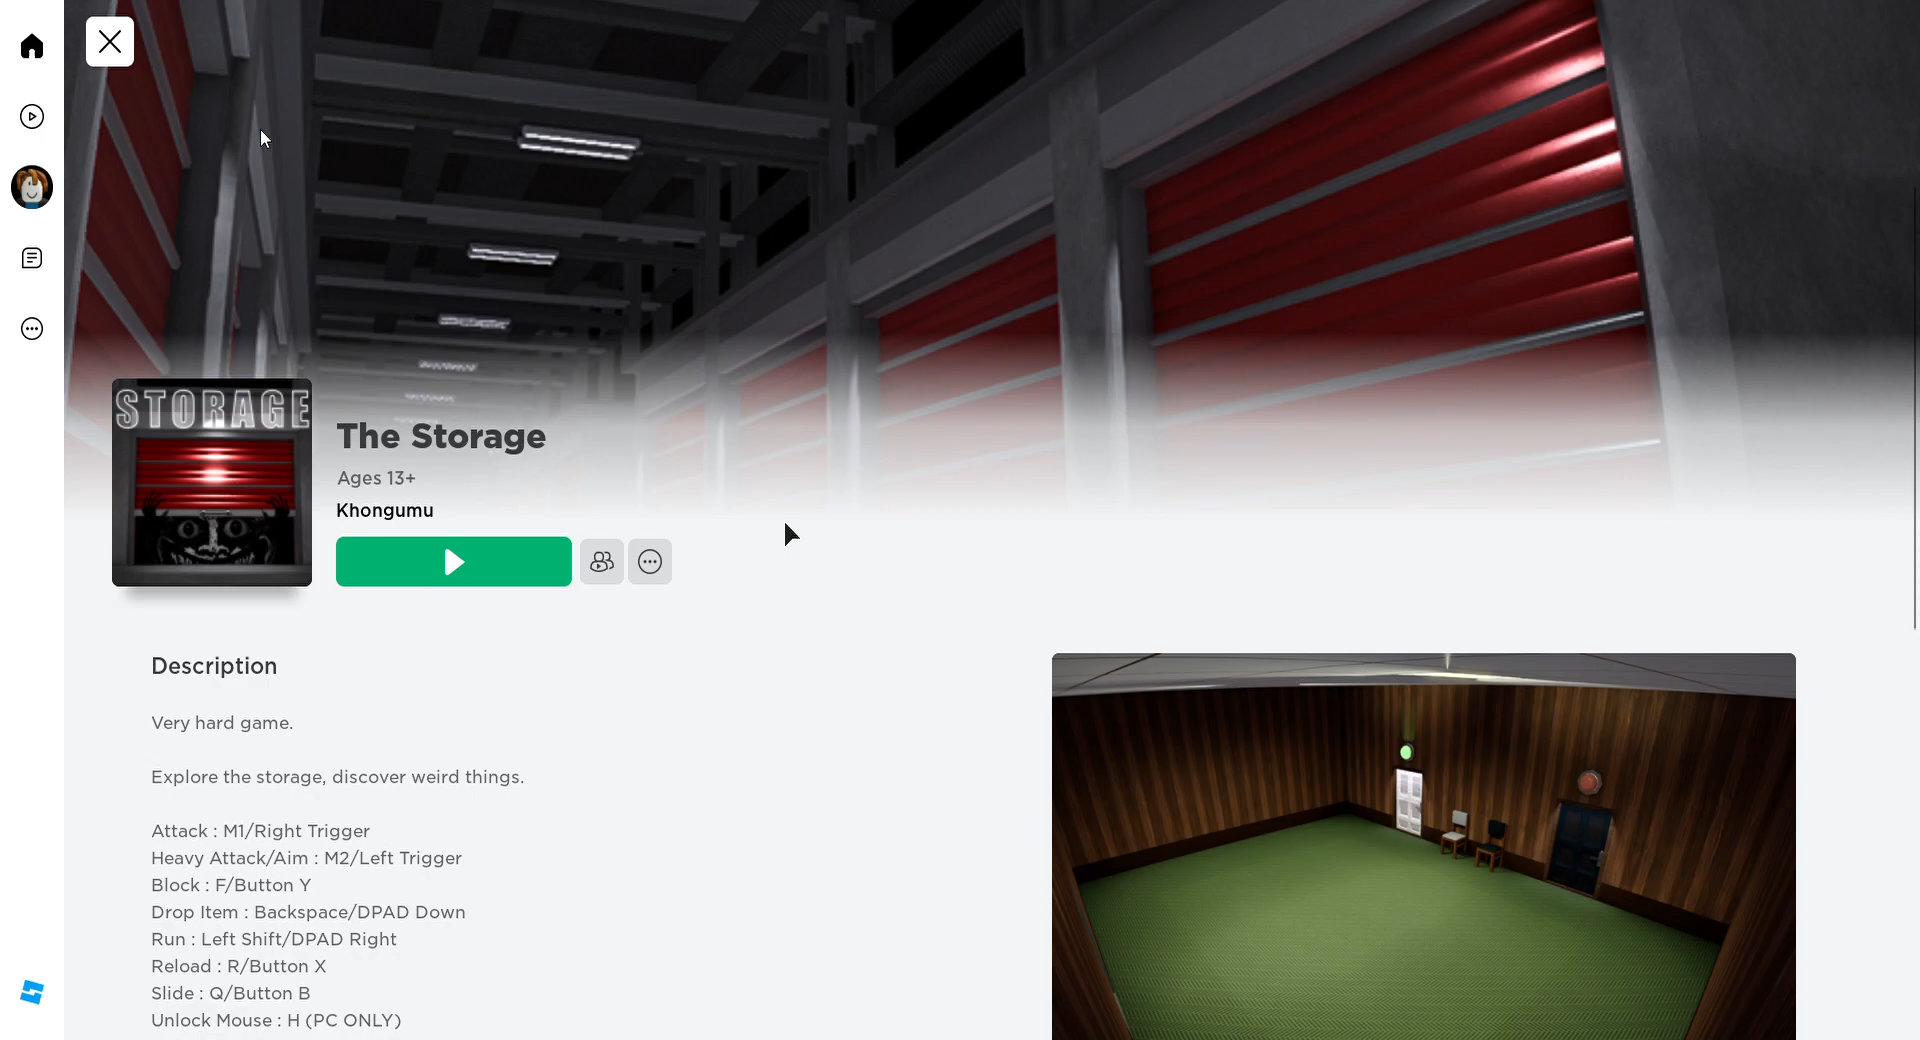 STORAGE
The Storage
Ages 13+
Khongumu
Description
Very hard game.
Explore the storage, discover weird things.
Attack : M1/Right Trigger
Heavy Attack/Aim : M2/Left Trigger
Block : F/Button Y
Drop Item : Backspace/DPAD Down
Run : Left Shift/DPAD Right
Reload : R/Button X
Slide : Q/Button B
Unlock Mouse : H (PC ONLY)